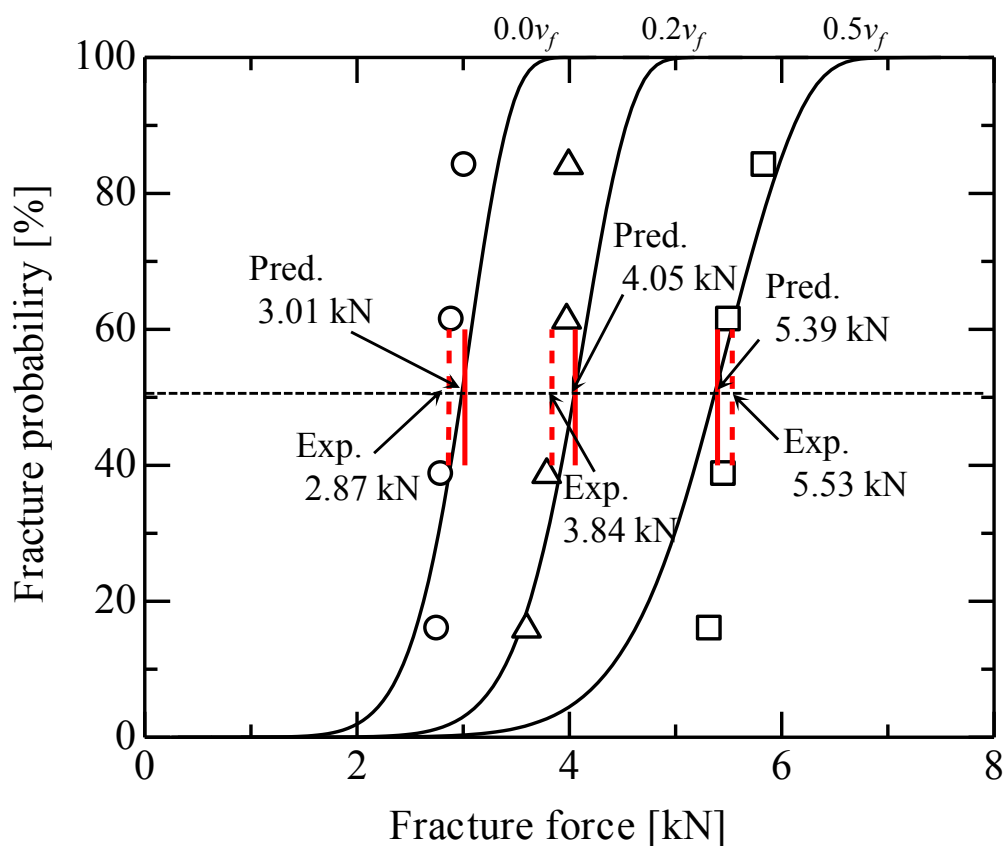 0.0v_f 0.2v_f 0.5v_f
100
80
60
40
20
0
Fracture probabiliry [%]
Pred.
3.01 kN
Pred.
4.05 kN
Pred.
5.39 kN
Exp.
2.87 kN
Exp.
3.84 kN
Exp.
5.53 kN
0 2 4 6 8
Fracture force [kN]